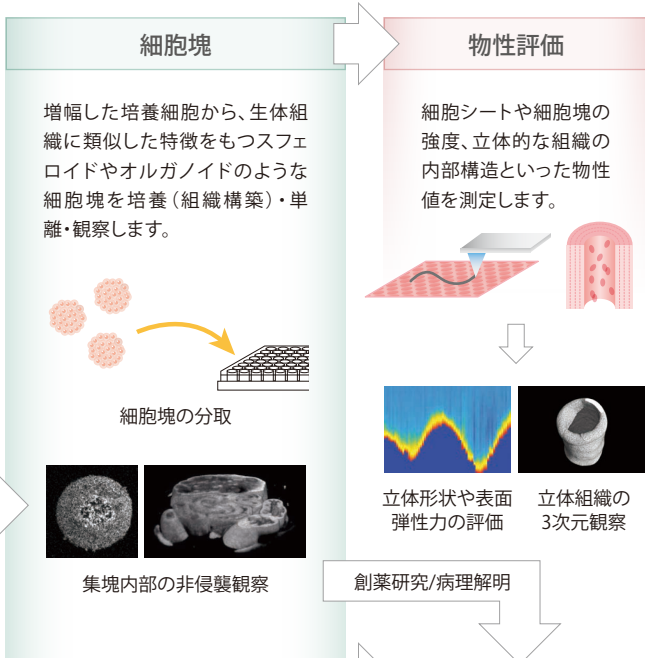 細胞塊
増幅した培養細胞から、生体組
織に類似した特徴をもつスフェ
ロイドやオルガノイドのような
細胞塊を培養（組織構築）・単
離・観察します。
細胞塊の分取
集塊内部の非侵襲観察
物性評価
細胞シートや細胞塊の
強度、立体的な組織の
内部構造といった物性
値を測定します。
立体形状や表面
弾性力の評価
立体組織の
3次元観察
創薬研究/病理解明